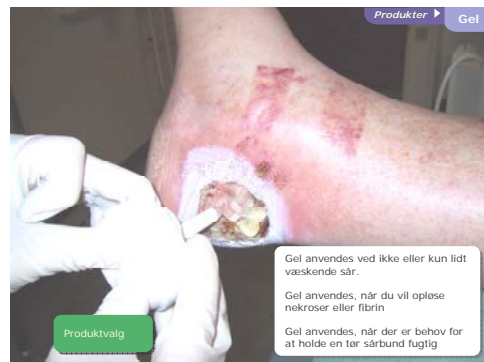 Produkter
Gel
Gel anvendes ved ikke eller kun lidt
væskende sår.
Gel anvendes, når du vil opløse
nekroser eller fibrin
Gel anvendes, når der er behov for
at holde en tør sårbund fugtig
Produktvalg